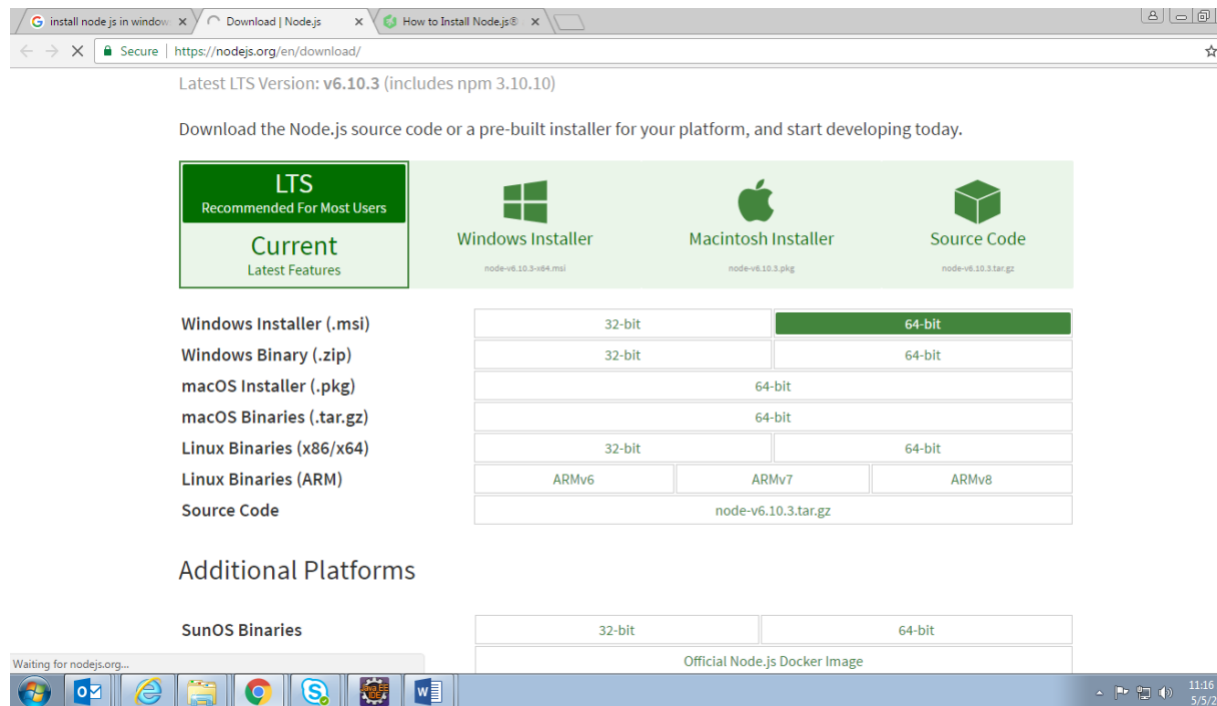 install node js in window
Download | Node.js
How to Install Node.js®
Secure
https://nodejs.org/en/download/
Latest LTS Version: v6.10.3 (includes npm 3.10.10)
Download the Node.js source code or a pre-built installer for your platform, and start developing today.
LTS
Recommended For Most Users
Current
Latest Features
Windows Installer
node-v6.10.3-x64.msi
Macintosh Installer
node-v6.10.3.pkg
Source Code
node-v6.10.3.tar.gz
Windows Installer (.msi) 32-bit 64-bit
Windows Binary (.zip) 32-bit 64-bit
macOS Installer (.pkg) 64-bit
macOS Binaries (.tar.gz) 64-bit
Linux Binaries (x86/x64) 32-bit 64-bit
Linux Binaries (ARM) ARMv6 ARMv7 ARMv8
Source Code node-v6.10.3.tar.gz
Additional Platforms
SunOS Binaries 32-bit 64-bit
Official Node.js Docker Image
Waiting for nodejs.org...
Java EE
IDE
11:16
5/5/2